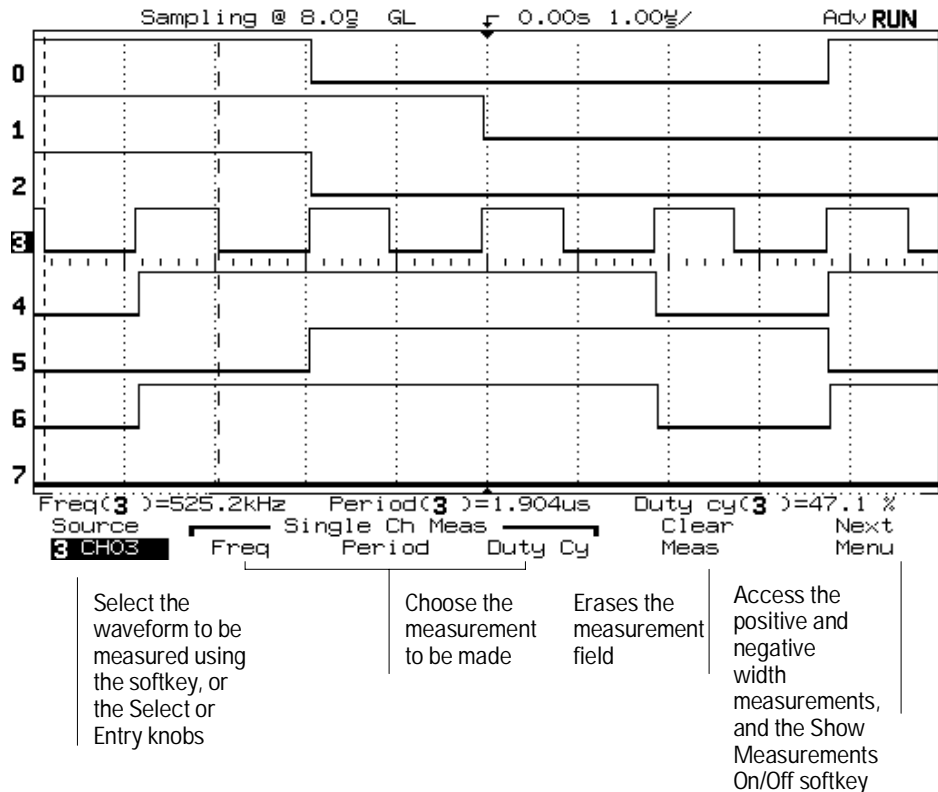 Sampling @ 8.0ns GL 0.00s 1.00us/ Adv RUN
0
1
2
3
4
5
6
7
Freq(3 )=525.2kHz Period(3 )=1.904us Duty cy(3 )=47.1 %
Source Single Ch Meas Clear Next
3 CH03 Freq Period Duty Cy Meas Menu
Select the
waveform to be
measured using
the softkey, or
the Select or
Entry knobs
Choose the
measurement
to be made
Erases the
measurement
field
Access the
positive and
negative
width
measurements,
and the Show
Measurements
On/Off softkey